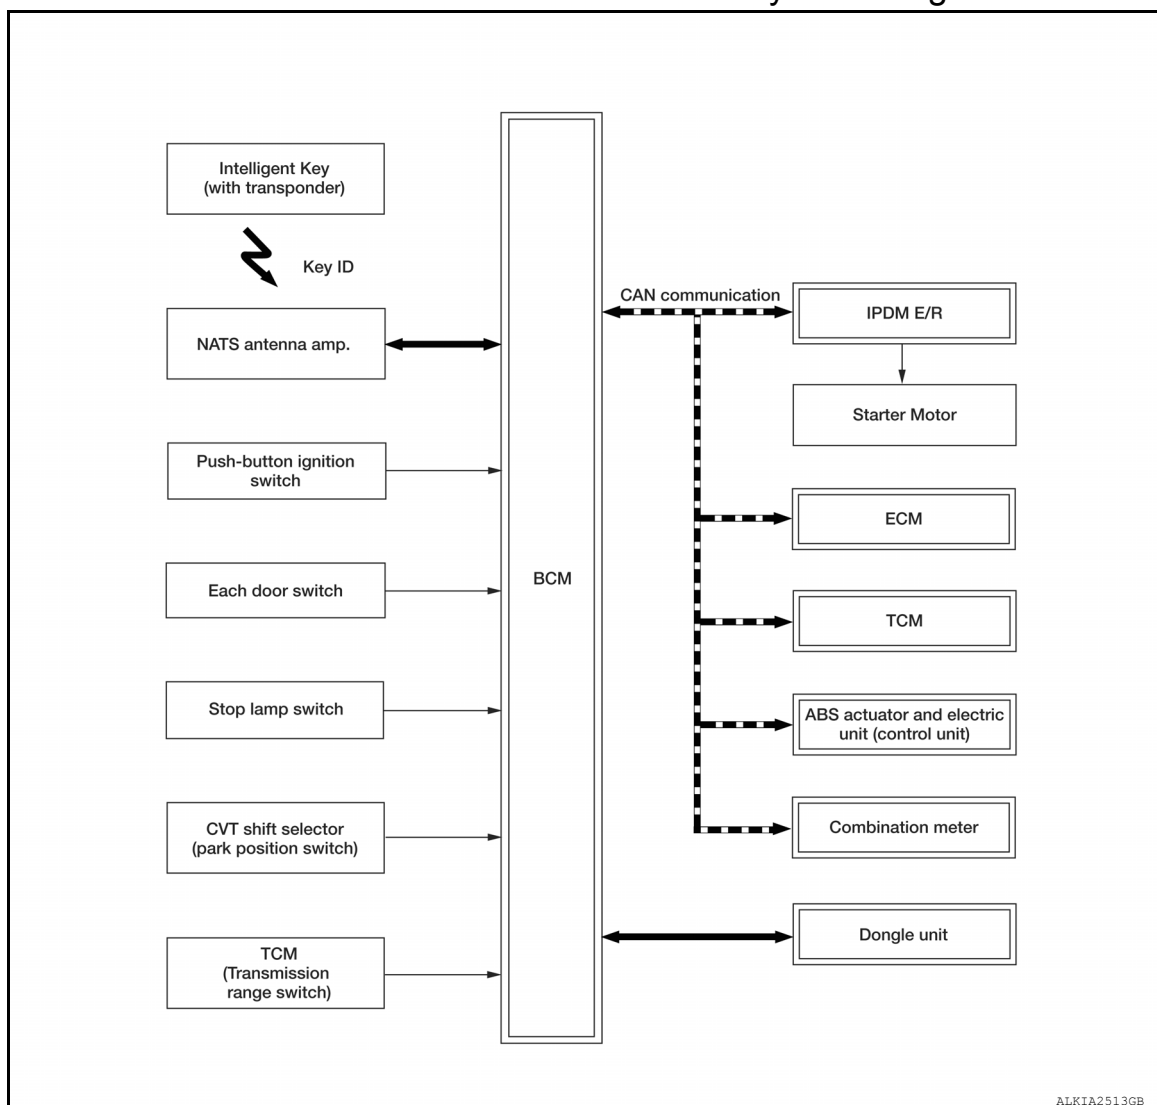 Intelligent Key
(with transponder)
Key ID
NATS antenna amp.
Push-button ignition
switch
Each door switch
Stop lamp switch
CVT shift selector
(park position switch)
TCM
(Transmission
range switch)
BCM
CAN communication
IPDM E/R
Starter Motor
ECM
TCM
ABS actuator and electric
unit (control unit)
Combination meter
Dongle unit
ALKIA2513GB